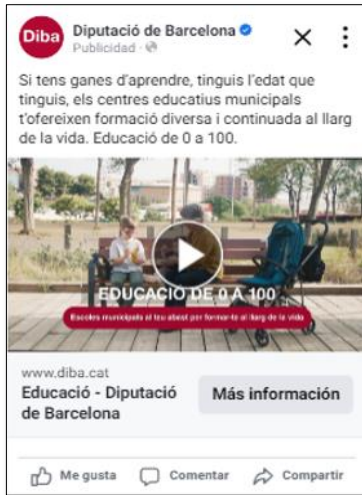 Diba
Diputació de Barcelona
Publicidad
Si tens ganes d'aprendre, tinguis l'edat que
tinguis, els centres educatius municipals
t'ofereixen formació diversa i continuada al llarg
de la vida. Educació de 0 a 100.
EDUCACIÓ DE 0 A 100
Escoles municipals al teu abast per formar-te al llarg de la vida
www.diba.cat
Educació - Diputació
de Barcelona
Más información
Me gusta
Comentar
Compartir